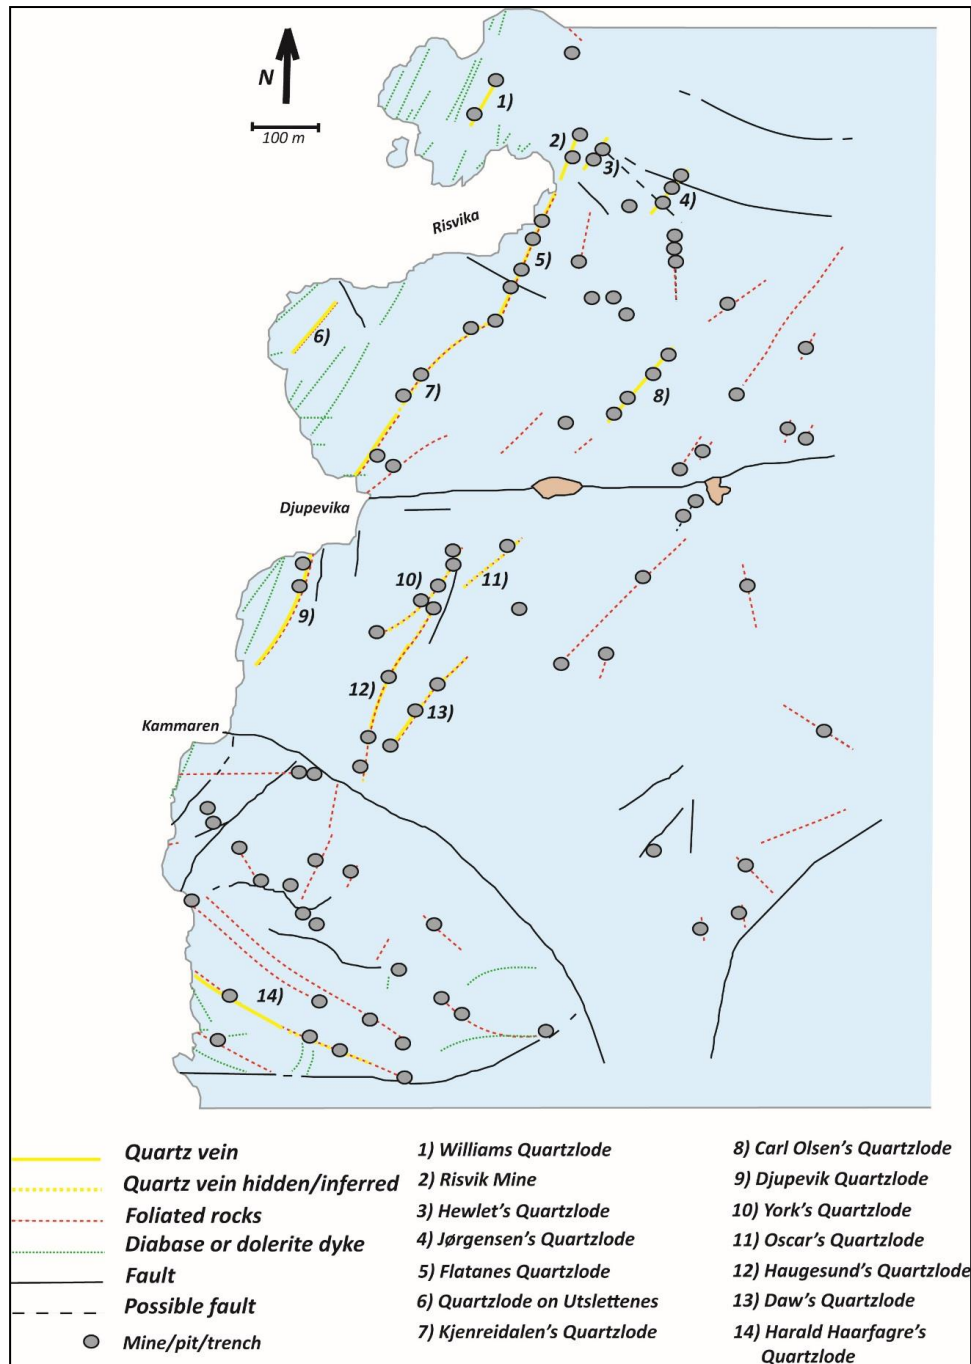 N
100 m
1)
2)
3)
4)
Risvika
5)
6)
7)
8)
Djupevika
10)
11)
9)
12)
13)
Kammaren
14)
Quartz vein
Quartz vein hidden/inferred
Foliated rocks
Diabase or dolerite dyke
Fault
Possible fault
Mine/pit/trench
1) Williams Quartzlode
2) Risvik Mine
3) Hewlet's Quartzlode
4) Jørgensen's Quartzlode
5) Flatanes Quartzlode
6) Quartzlode on Utslettenes
7) Kjenreidalen's Quartzlode
8) Carl Olsen's Quartzlode
9) Djupevik Quartzlode
10) York's Quartzlode
11) Oscar's Quartzlode
12) Haugesund's Quartzlode
13) Daw's Quartzlode
14) Harald Haarfagre's
Quartzlode